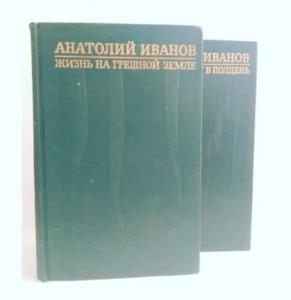 АНАТОЛИЙ ИВАНОВ
ЖИЗНЬ НА ГРЕШНОЙ ЗЕМЛЕ
ИВАНОВ
В ПОЛДЕНЬ